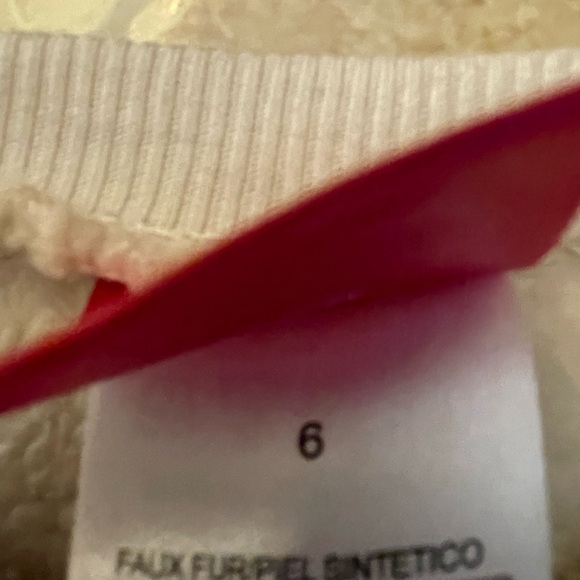 6
FAUX FUR/PIEL SINTETICO